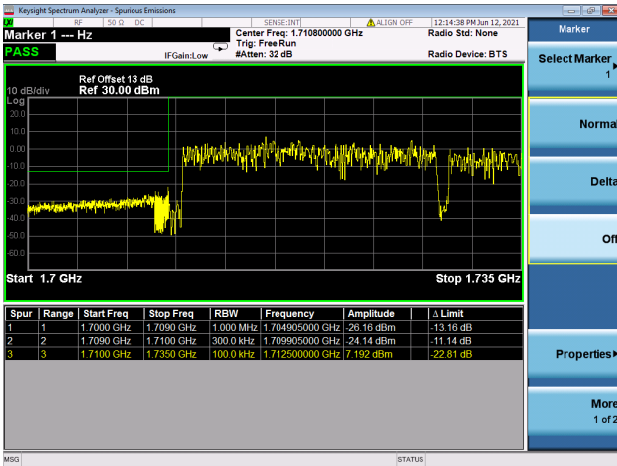 Keysight Spectrum Analyzer - Spurious Emissions
RF 50 Ω DC SENSE:INT ALIGN OFF 12:14:38 PM Jun 12, 2021
Marker 1 --- Hz
Center Freq: 1.710800000 GHz
Radio Std: None
Trig: Free Run
PASS
IFGain:Low
#Atten: 32 dB
Radio Device: BTS
Ref Offset 13 dB
10 dB/div Ref 30.00 dBm
Log
20.0
10.0
0.00
-10.0
-20.0
-30.0
-40.0
-50.0
-60.0
Start 1.7 GHz Stop 1.735 GHz
Spur Range Start Freq Stop Freq RBW Frequency Amplitude Δ Limit
1 1 1.7000 GHz 1.7090 GHz 1.000 MHz 1.704905000 GHz -26.16 dBm -13.16 dB
2 2 1.7090 GHz 1.7100 GHz 300.0 kHz 1.709905000 GHz -24.14 dBm -11.14 dB
3 3 1.7100 GHz 1.7350 GHz 100.0 kHz 1.712500000 GHz 7.192 dBm -22.81 dB
MSG STATUS
Marker
Select Marker
1
Normal
Delta
Off
Properties
More
1 of 2